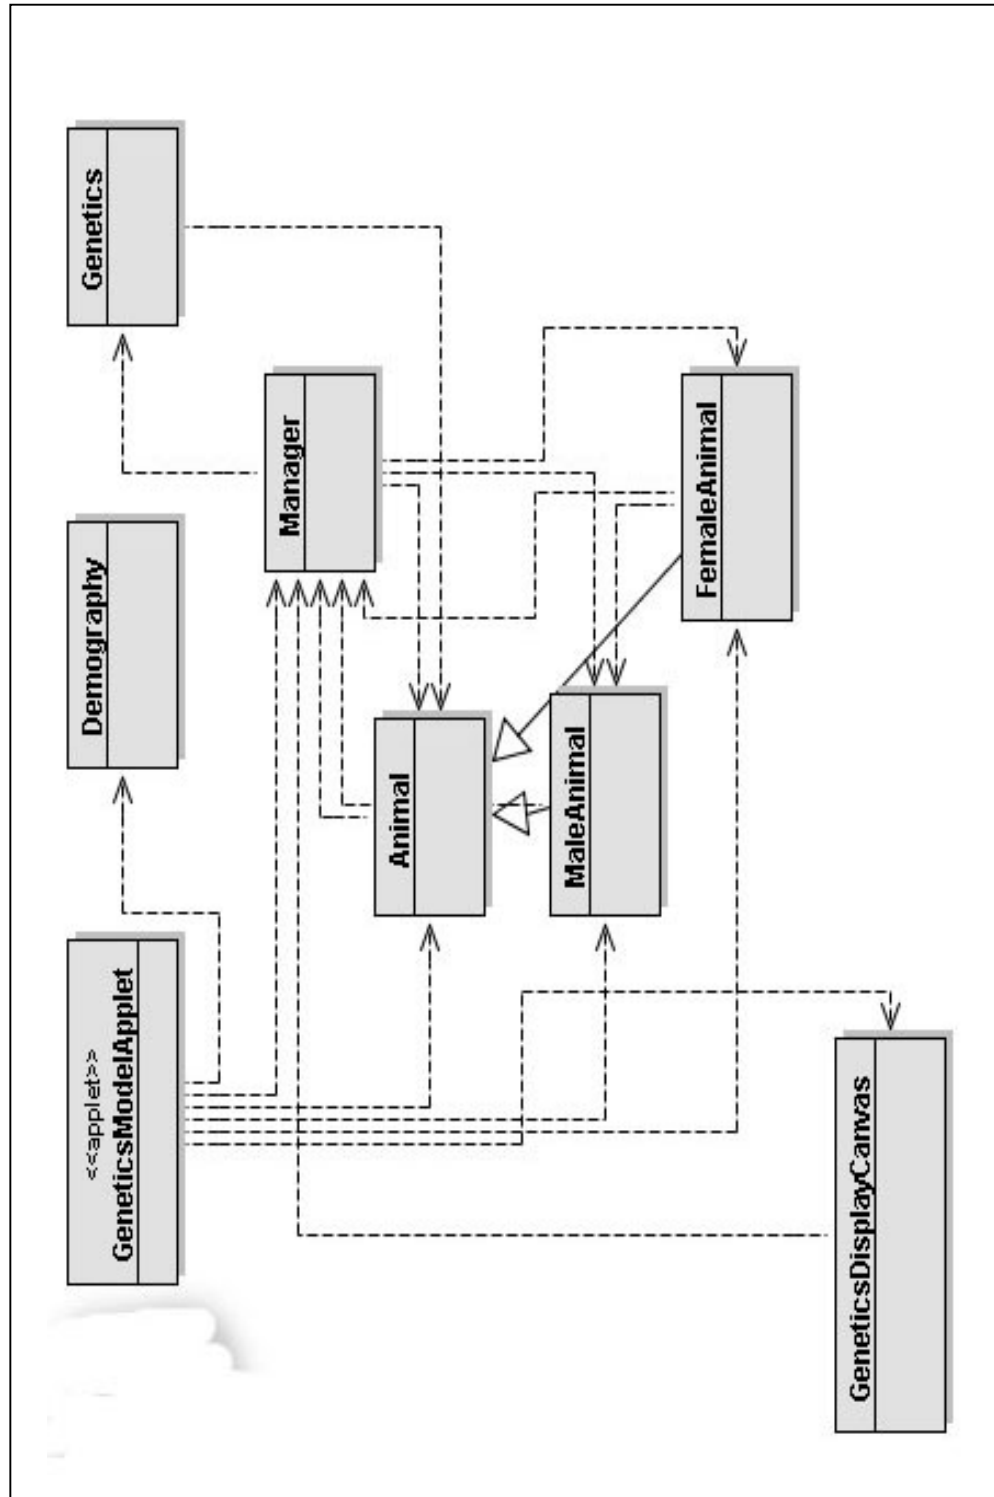 <<applet>>
GeneticsModelApplet
Demography
Genetics
Manager
Animal
MaleAnimal
FemaleAnimal
GeneticsDisplayCanvas